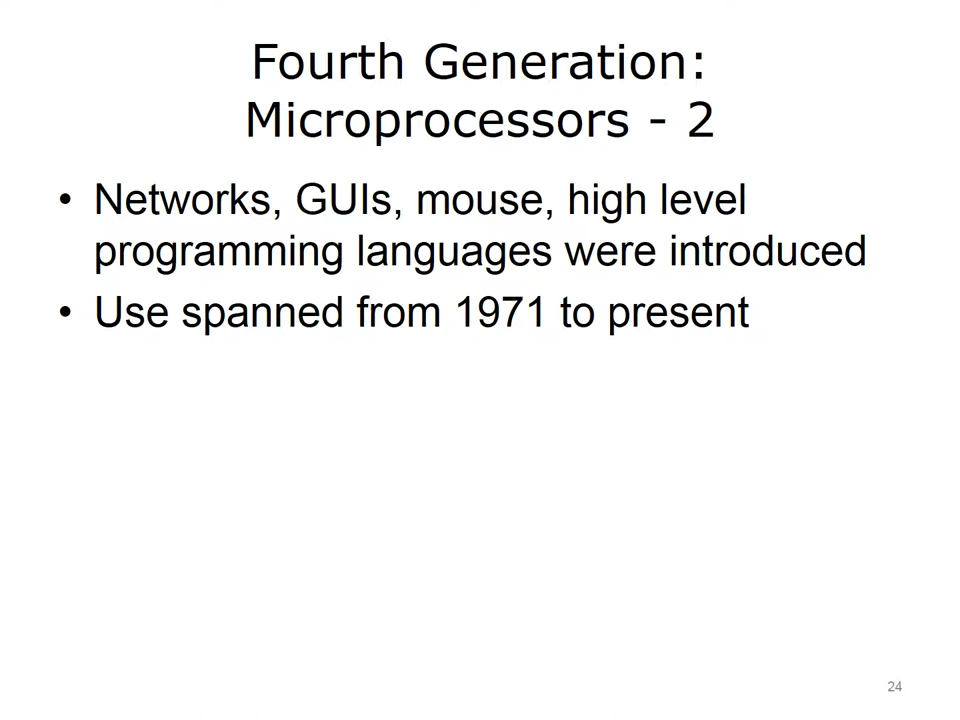 Fourth Generation:
Microprocessors - 2
• Networks, GUIs, mouse, high level
programming languages were introduced
• Use spanned from 1971 to present
24